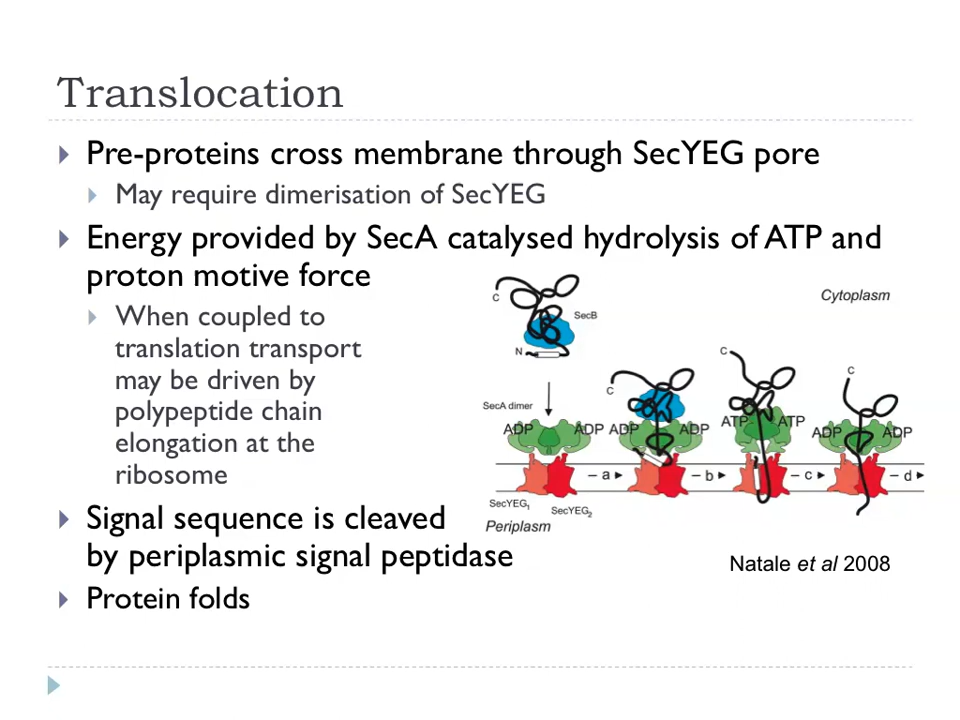 Translocation
Pre-proteins cross membrane through SecYEG pore
May require dimerisation of SecYEG
Energy provided by SecA catalysed hydrolysis of ATP and
proton motive force
When coupled to
translation transport
may be driven by
polypeptide chain
elongation at the
ribosome
Signal sequence is cleaved
by periplasmic signal peptidase
Protein folds
Cytoplasm
C
SecB
N
C
C
C
SecA dimer
ADP ADP ADP ADP ATP ATP ADP ADP
– a – b – c – d
SecYEG1
SecYEG2
Periplasm
Natale et al 2008